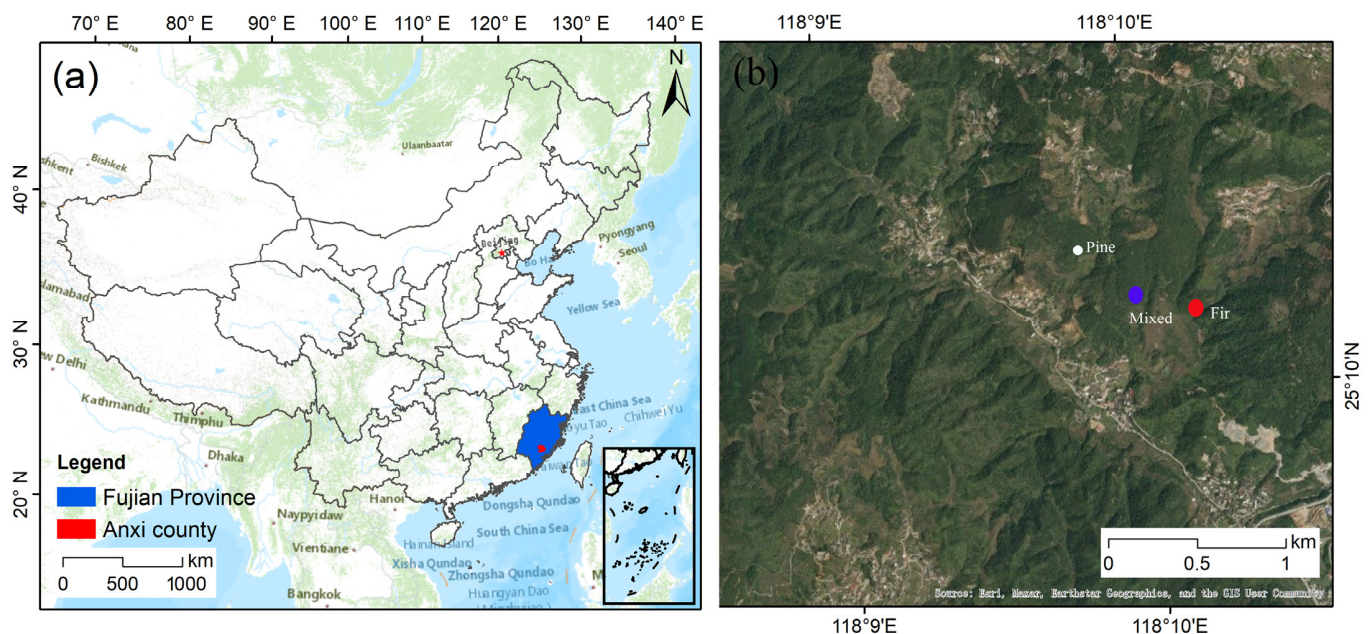 70° E
80° E
90° E
100° E
110° E
120° E
130° E
140° E
(a)
N
Bishkek
Ulaanbaatar
40° N
Beijing
Pyongyang
Seoul
Bo Hai
Yellow Sea
30° N
New Delhi
Kathmandu
Thimphu
East China Sea
Chihwei Yu
Dhaka
20° N
Hanoi
Naypyidaw
Vientiane
Bangkok
Dongsha Qundao
South China Sea
Hainan Island
Xisha Qundao
Zhongsha Qundao
Huangyan Dao
Legend
Fujian Province
Anxi county
km
0 500 1000
118°9'E
118°10'E
(b)
Pine
Mixed
Fir
25°10'E
km
0 0.5 1
Source: Esri, Maxar, Earthstar Geographics, and the GIS User Community
118°9'E
118°10'E